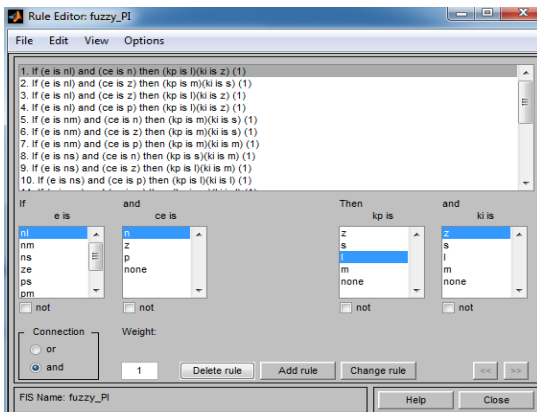 Rule Editor: fuzzy_PI
File Edit View Options
1. If (e is nl) and (ce is n) then (kp is l)(ki is z) (1)
2. If (e is nl) and (ce is z) then (kp is m)(ki is s) (1)
3. If (e is nl) and (ce is p) then (kp is l)(ki is z) (1)
4. If (e is nl) and (ce is p) then (kp is l)(ki is z) (1)
5. If (e is nm) and (ce is n) then (kp is m)(ki is s) (1)
6. If (e is nm) and (ce is z) then (kp is m)(ki is s) (1)
7. If (e is nm) and (ce is p) then (kp is m)(ki is m) (1)
8. If (e is ns) and (ce is n) then (kp is s)(ki is m) (1)
9. If (e is ns) and (ce is z) then (kp is l)(ki is m) (1)
10. If (e is ns) and (ce is p) then (kp is l)(ki is l) (1)
If and Then and
e is ce is kp is ki is
nl n z z
nm z s s
ns p l l
ze none m m
ps none none
pm
not not not not
Connection Weight:
or
and 1 Delete rule Add rule Change rule << >>
FIS Name: fuzzy_PI Help Close